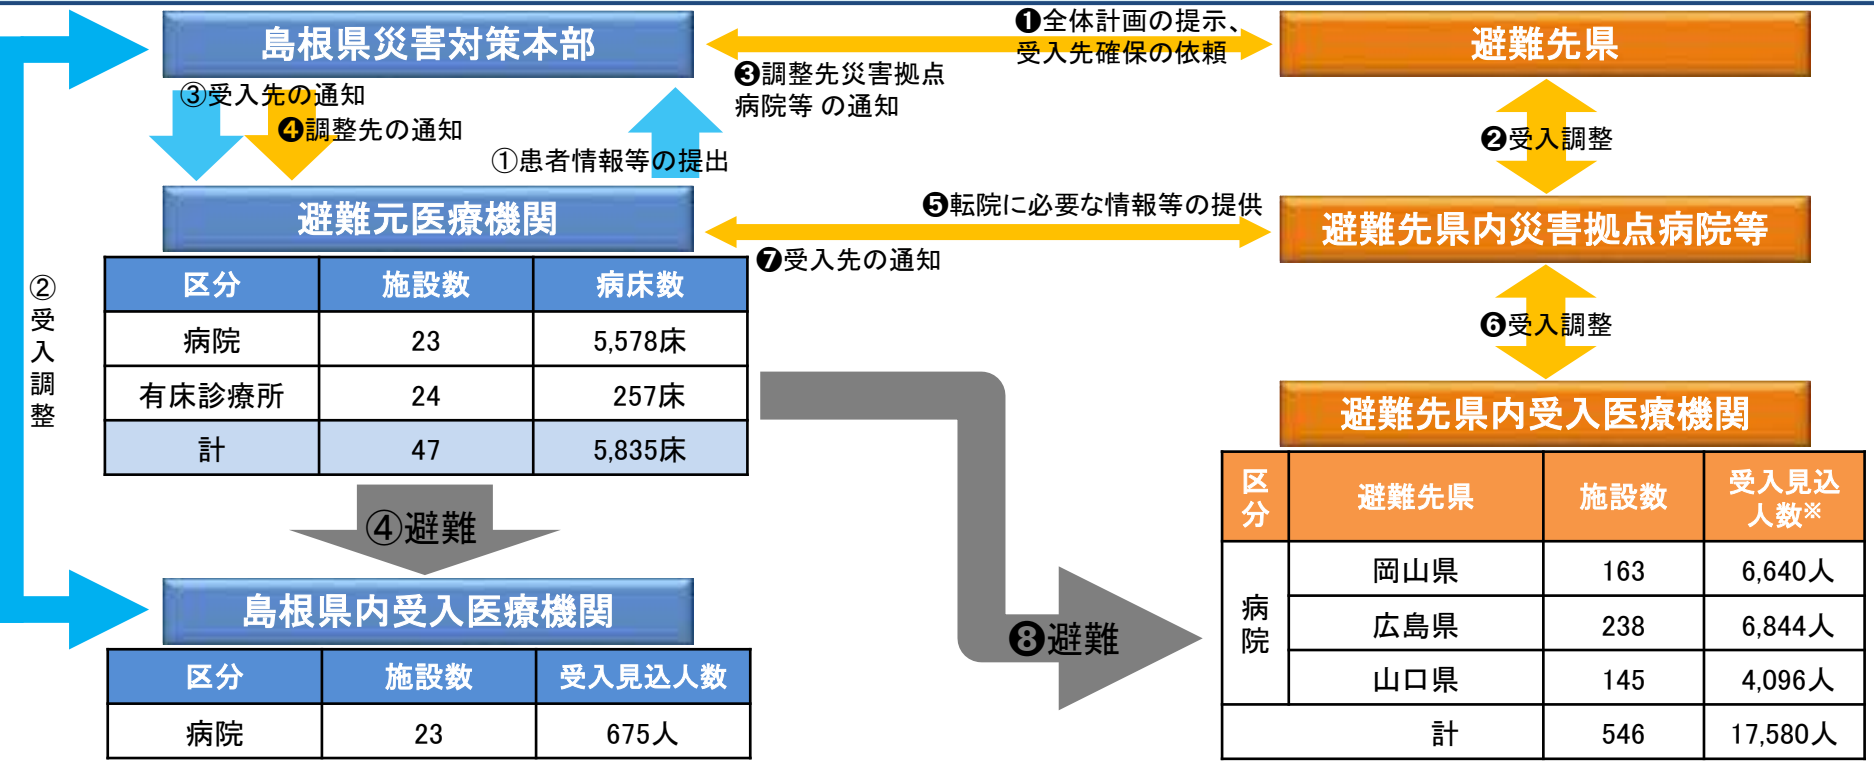 島根県災害対策本部
❶全体計画の提示、
受入先確保の依頼
避難先県
❸調整先災害拠点
病院等 の通知
③受入先の通知
❹調整先の通知
①患者情報等の提出
❷受入調整
避難元医療機関
❺転院に必要な情報等の提供
❼受入先の通知
避難先県内災害拠点病院等
②受入調整
区分 施設数 病床数
病院 23 5,578床
有床診療所 24 257床
計 47 5,835床
❻受入調整
避難先県内受入医療機関
区分 避難先県 施設数 受入見込
人数※
病院 岡山県 163 6,640人
広島県 238 6,844人
山口県 145 4,096人
計 546 17,580人
④避難
❽避難
島根県内受入医療機関
区分 施設数 受入見込人数
病院 23 675人